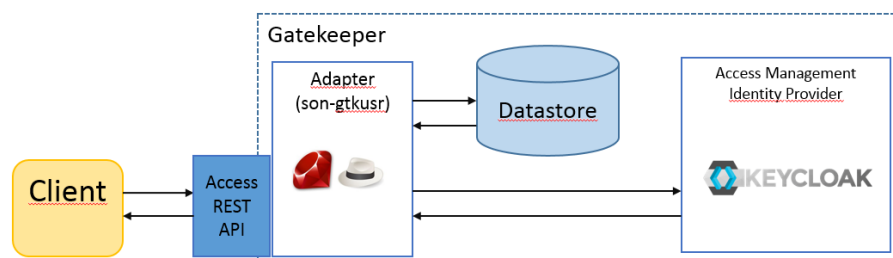 Gatekeeper
Adapter
(son-gtkusr)
Datastore
Access Management
Identity Provider
KEYCLOAK
Client
Access
REST
API